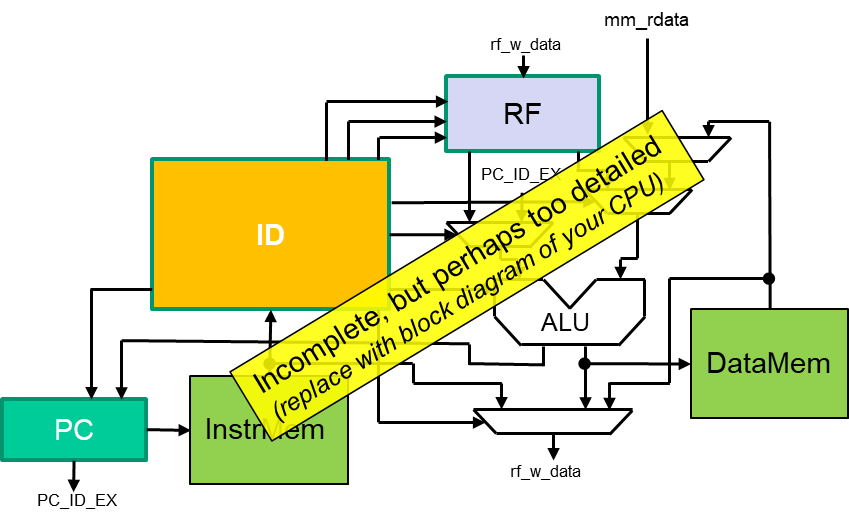 mm_rdata
rf_w_data
RF
PC_ID_EX
ID
Incomplete, but perhaps too detailed
(replace with block diagram of your CPU)
ALU
DataMem
PC
InstrMem
rf_w_data
PC_ID_EX